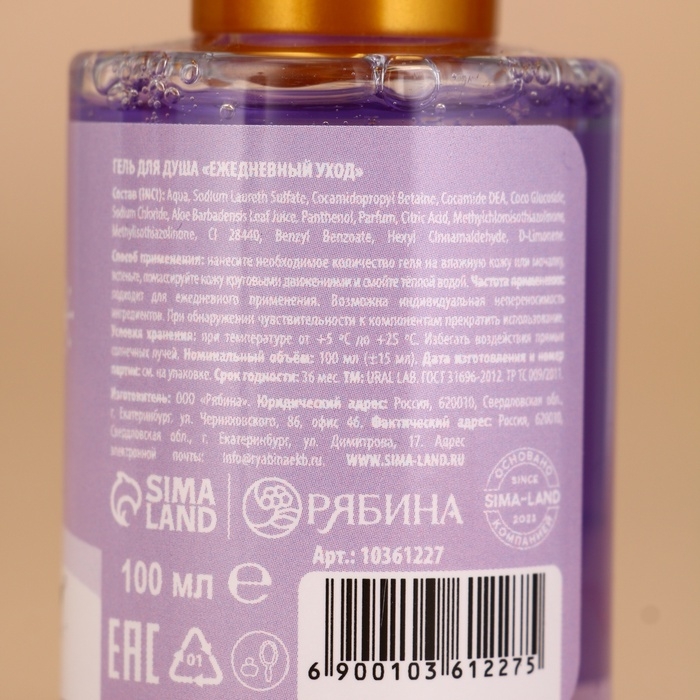 ГЕЛЬ ДЛЯ ДУША «ЕЖЕДНЕВНЫЙ УХОД»
Состав (INCI): Aqua, Sodium Laureth Sulfate, Cocamidopropyl Betaine, Cocamide DEA, Coco Glucoside,
Sodium Chloride, Aloe Barbadensis Leaf Juice, Panthenol, Parfum, Citric Acid, Methylchloroisothiazolinone,
Methylisothiazolinone, CI 28440, Benzyl Benzoate, Hexyl Cinnamaldehyde, D-Limonene.
Способ применения: нанесите необходимое количество геля на влажную кожу или мочалку,
вспеньте, помассируйте кожу круговыми движениями и смойте тёплой водой. Частота применения:
подходит для ежедневного применения. Возможна индивидуальная непереносимость
ингредиентов. При обнаружении чувствительности к компонентам прекратить использование.
Условия хранения: при температуре от +5 °C до +25 °C. Избегать воздействия прямых
солнечных лучей. Номинальный объём: 100 мл (±15 мл). Дата изготовления и номер
партии: см. на упаковке. Срок годности: 36 мес. ТМ: URAL LAB. ГОСТ 31696-2012. ТР ТС 009/2011.
Изготовитель: ООО «Рябина». Юридический адрес: Россия, 620010, Свердловская обл.,
г. Екатеринбург, ул. Черняховского, 86, офис 46. Фактический адрес: Россия, 620010,
Свердловская обл., г. Екатеринбург, ул. Димитрова, 17. Адрес
электронной почты: info@ryabinaekb.ru. WWW.SIMA-LAND.RU
SIMA LAND
РЯБИНА
ОСНОВАНО
SINCE
SIMA-LAND
2023
КОМПАНИЕЙ
Арт.: 10361227
100 мл e
EAC
01
6 900103 612275